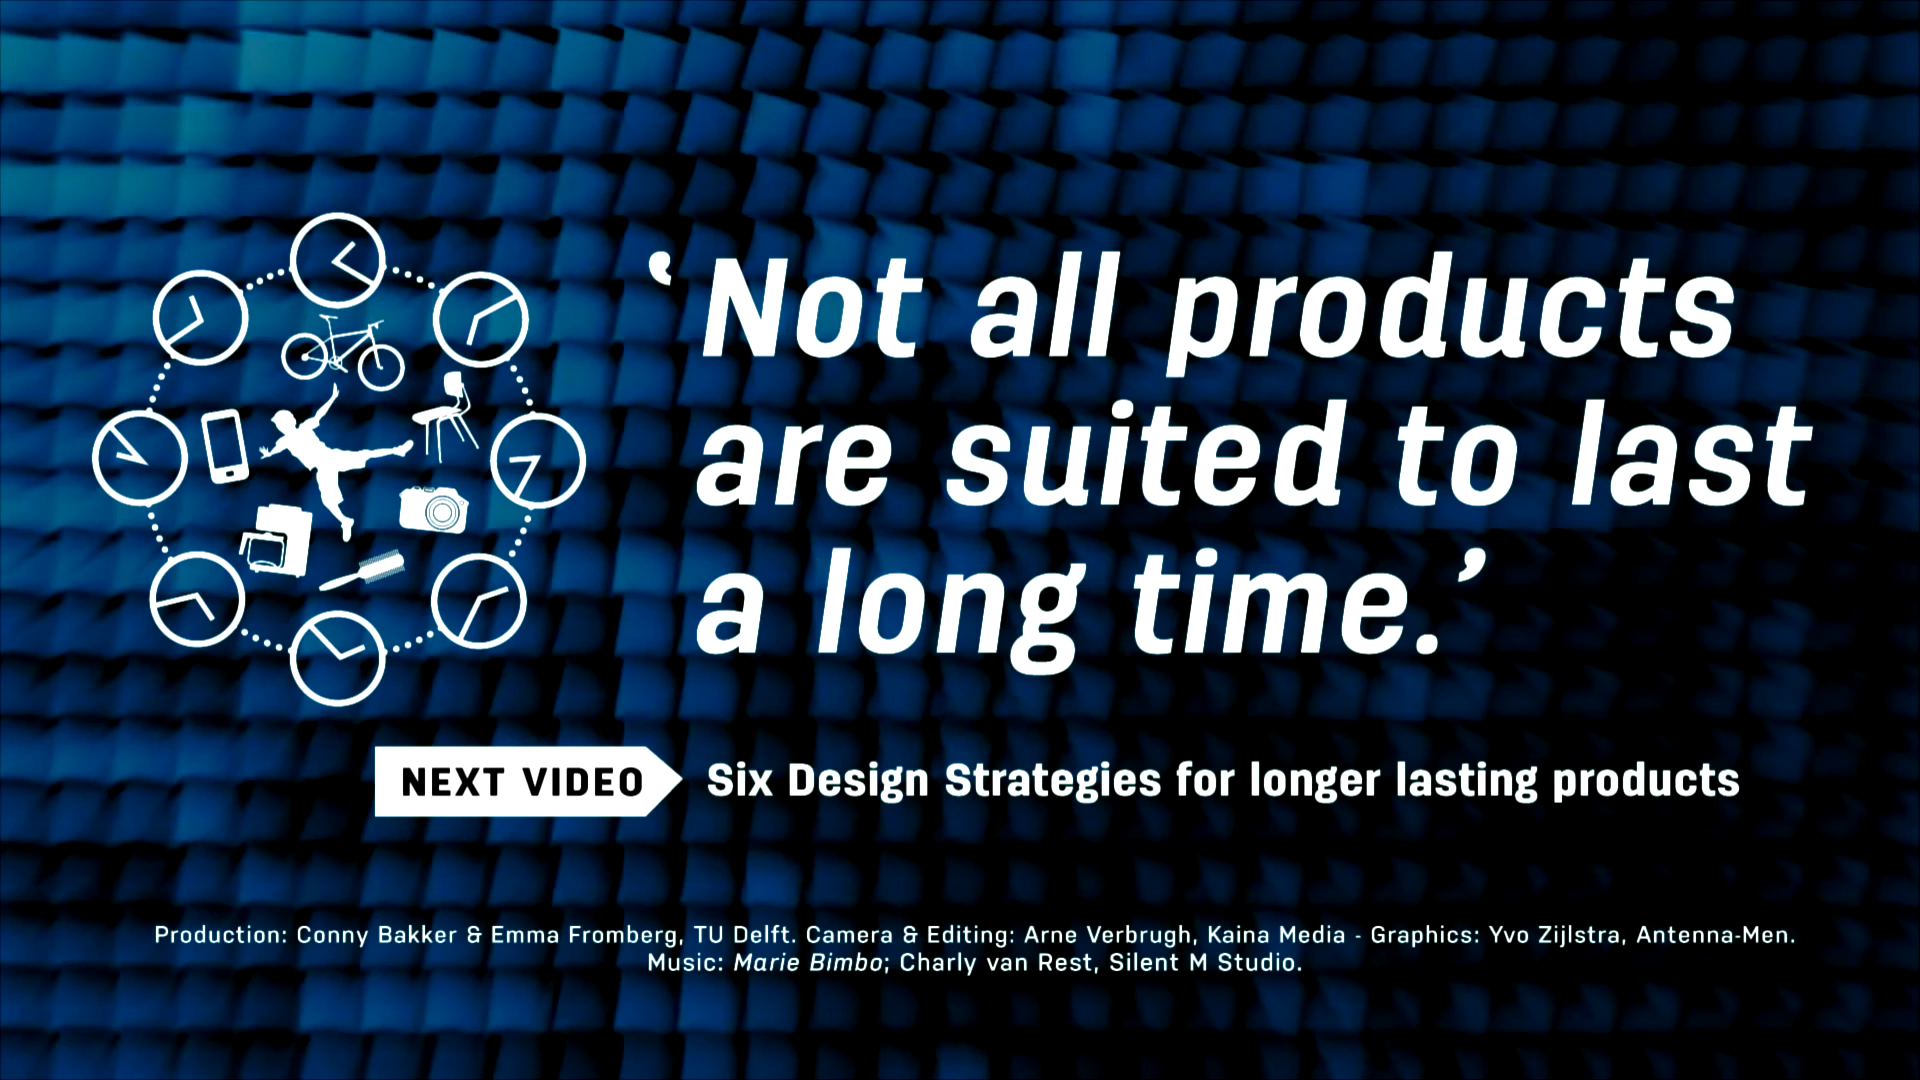 ‘Not all products
are suited to last
a long time.’
NEXT VIDEO Six Design Strategies for longer lasting products
Production: Conny Bakker & Emma Fromberg, TU Delft. Camera & Editing: Arne Verbrugh, Kaina Media - Graphics: Yvo Zijlstra, Antenna-Men.
Music: Marie Bimbo; Charly van Rest, Silent M Studio.